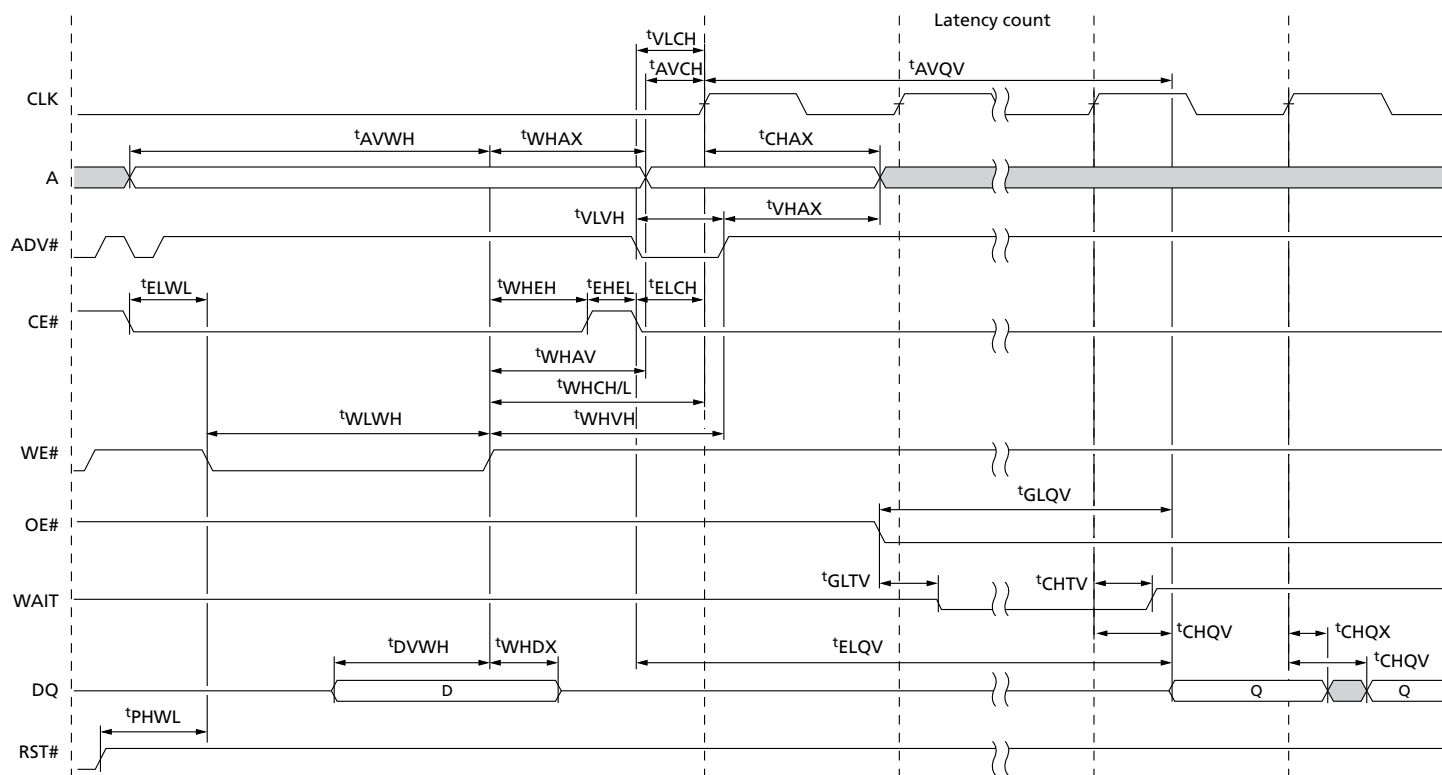 Latency count
tVLCH
tAVCH
tAVQV
CLK
tAVWH
tWHAX
tCHAX
A
tVLVH
tVHAX
ADV#
tELWL
tWHEH
tEHEL
tELCH
CE#
tWHAV
tWHCH/L
tWLWH
tWHVH
WE#
tGLQV
OE#
tGLTV
tCHTV
WAIT
tCHQV
tCHQX
tDVWH
tWHDX
tELQV
tCHQV
DQ
D
Q
Q
tPHWL
RST#